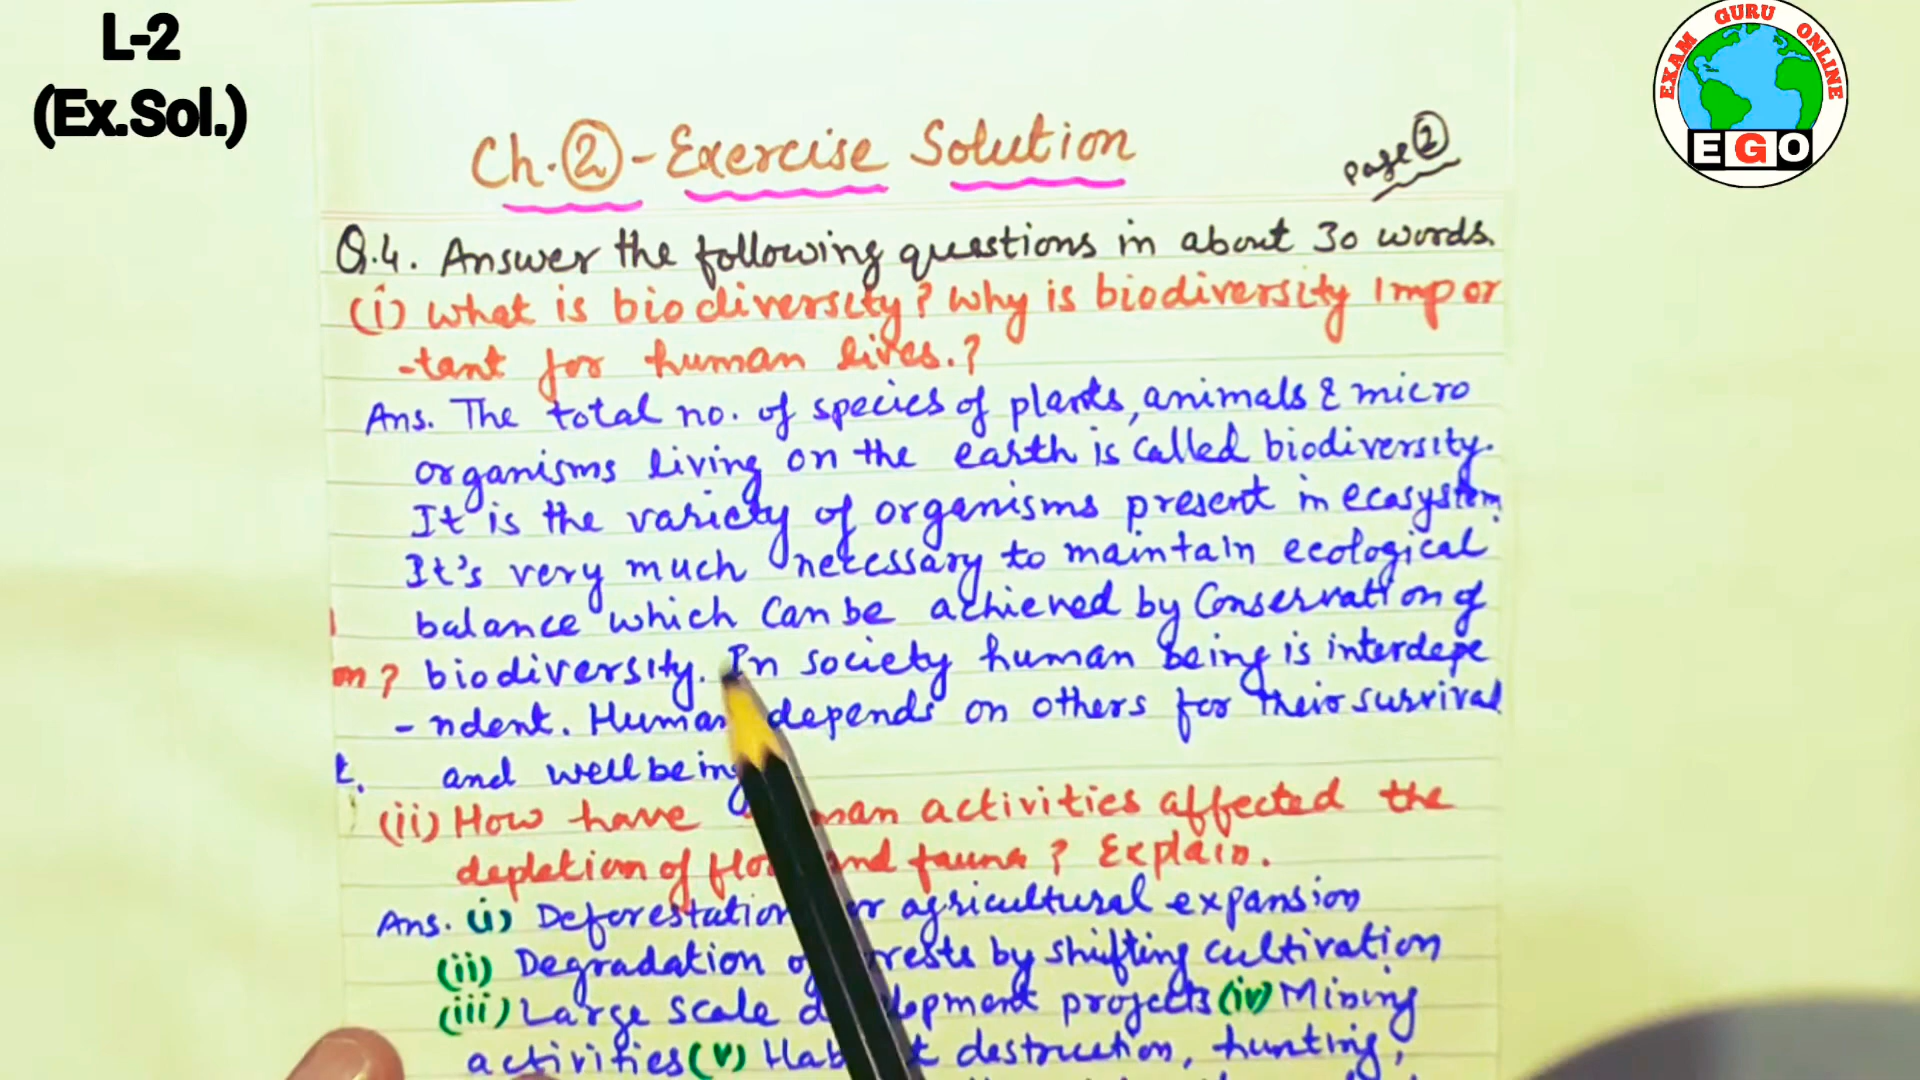 L-2
(Ex.Sol.)
EXAM GURU ONLINE
EGO
Ch. 2 - Exercise Solution
Page 2
Q.4. Answer the following questions in about 30 words.
(i) What is biodiversity? Why is biodiversity Impor
-tant for human lives.?
Ans. The total no. of species of plants, animals & micro
organisms living on the earth is called biodiversity.
It is the variety of organisms present in ecosystem.
It's very much necessary to maintain ecological
balance which can be achieved by Conservation of
on? biodiversity. In society human being is interdepe
- ndent. Human depends on others for their survival
t. and well being
(ii) How have man activities affected the
depletion of flo nd fauna? Explain.
Ans. (i) Deforestation r agricultural expansion
(ii) Degradation o rests by shifting cultivation
(iii) Large scale d lopment projects (iv) Mining
activities (v) Hab t destruction, hunting,